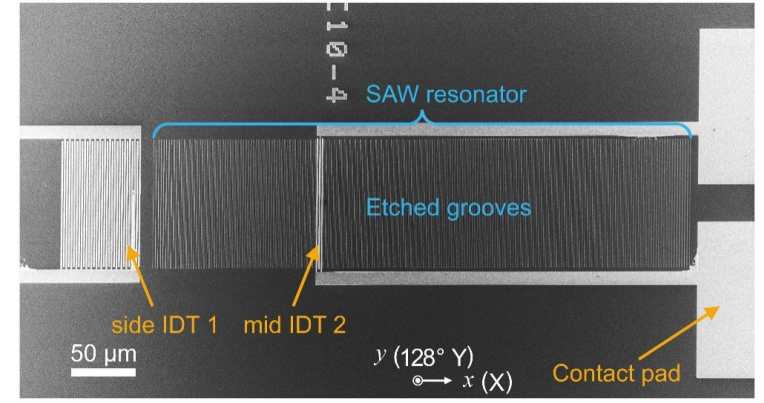 C10-4
SAW resonator
Etched grooves
side IDT 1
mid IDT 2
50 μm
y (128° Y)
x (X)
Contact pad